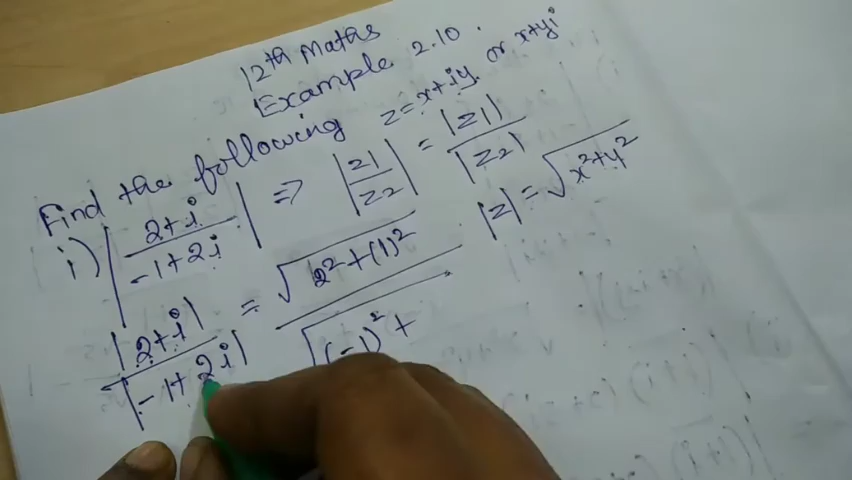 12th Maths
Example 2.10.
Find the following z = x+iy or x+yi
i) |2+i / -1+2i| ⇒ |z1/z2| = |z1|/|z2|
|z| = √x²+y²
|2+i| / |-1+2i| = √2²+(1)² / √(-1)²+